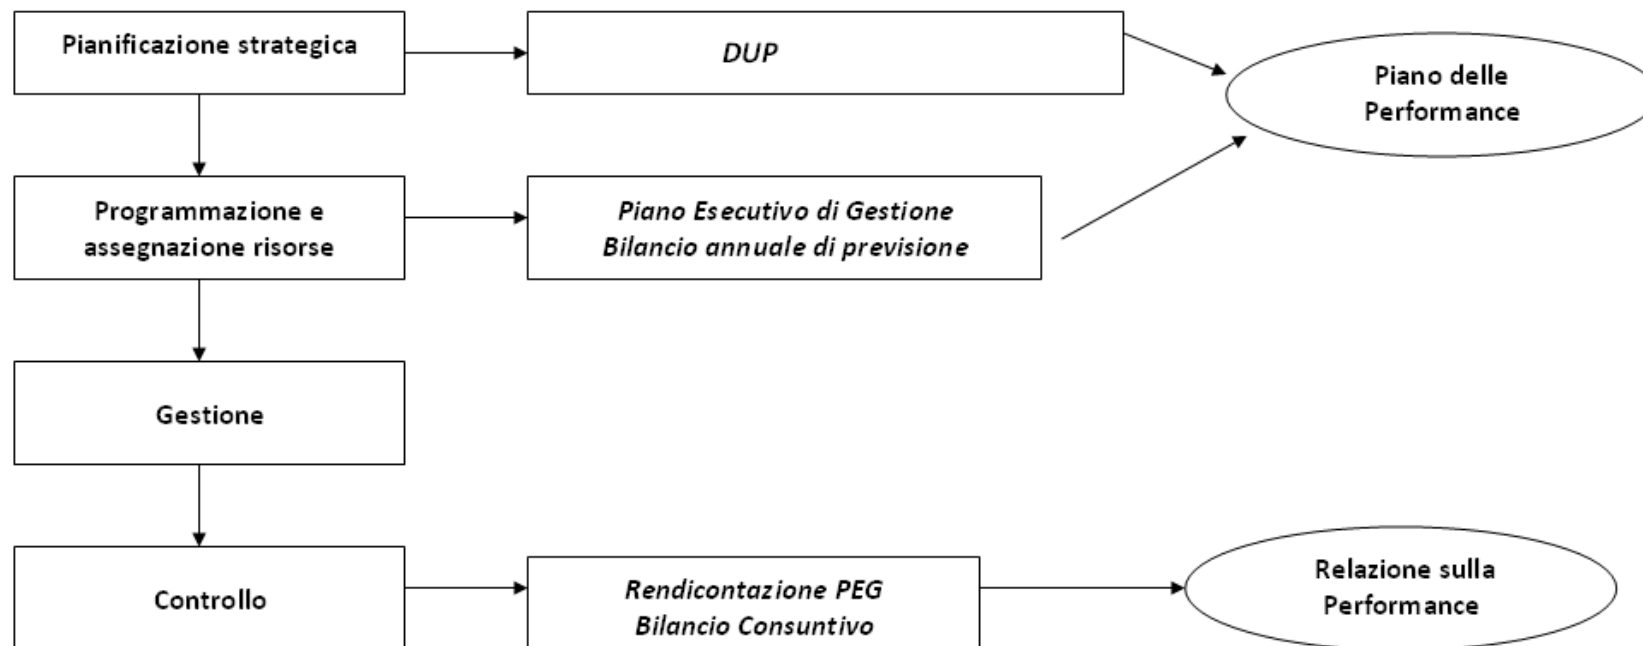 Pianificazione strategica
DUP
Piano delle
Performance
Programmazione e
assegnazione risorse
Piano Esecutivo di Gestione
Bilancio annuale di previsione
Gestione
Controllo
Rendicontazione PEG
Bilancio Consuntivo
Relazione sulla
Performance